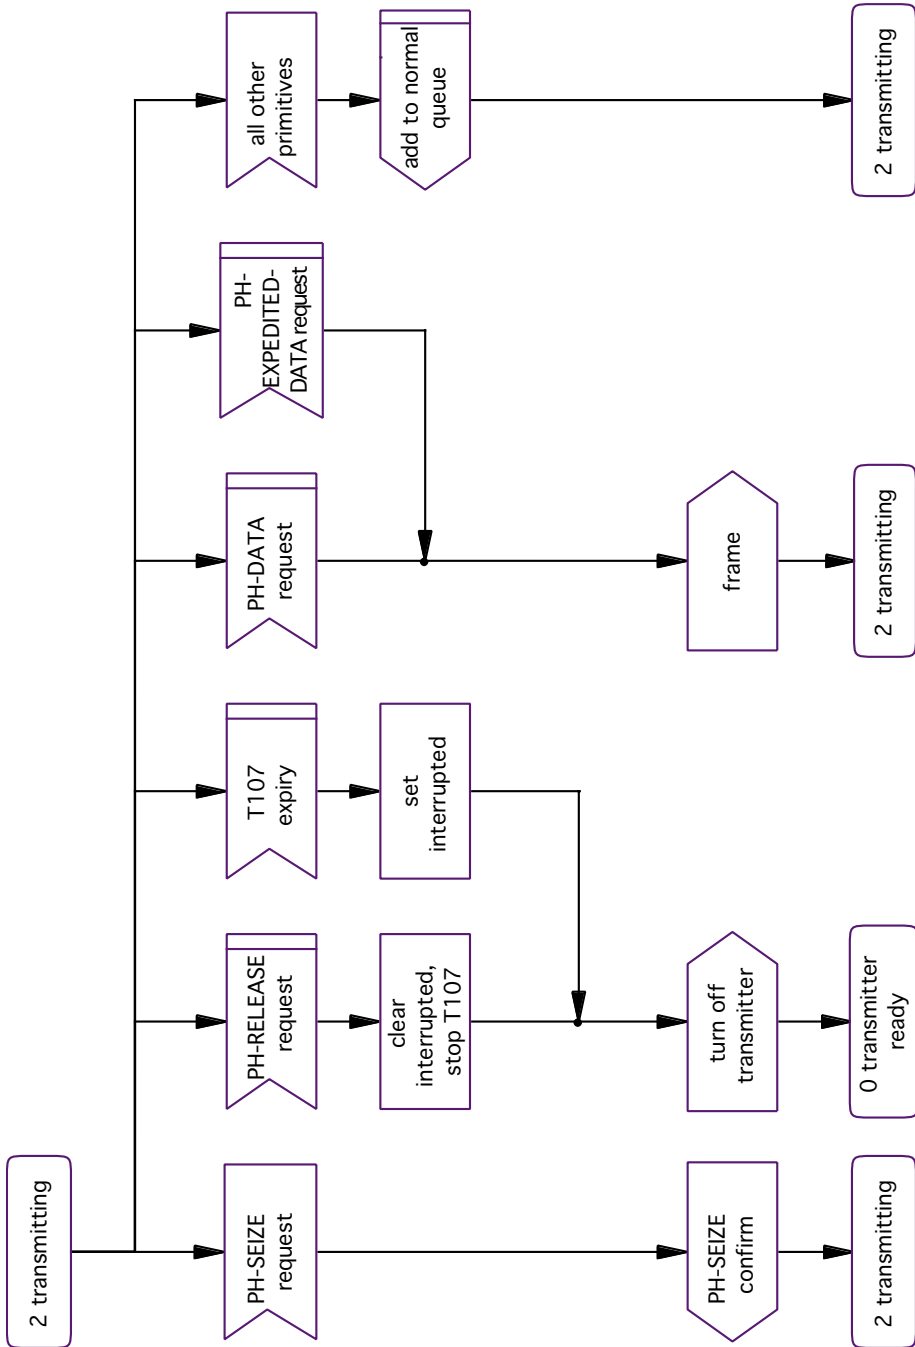 2 transmitting
PH-SEIZE
request
PH-SEIZE
confirm
2 transmitting
PH-RELEASE
request
clear
interrupted,
stop T107
turn off
transmitter
0 transmitter
ready
T107
expiry
set
interrupted
PH-DATA
request
frame
2 transmitting
PH-
EXPEDITED-
DATA request
all other
primitives
add to normal
queue
2 transmitting